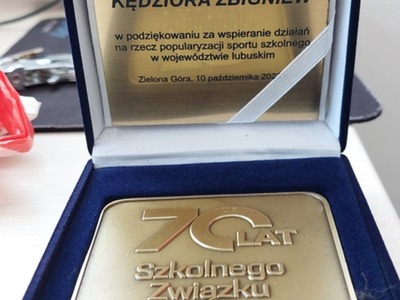 KĘDZIORA ZBIGNIEW
w podziękowaniu za wspieranie działań
na rzecz popularyzacji sportu szkolnego
w województwie lubuskim
Zielona Góra, 10 października
70 LAT
Szkolnego
Związku